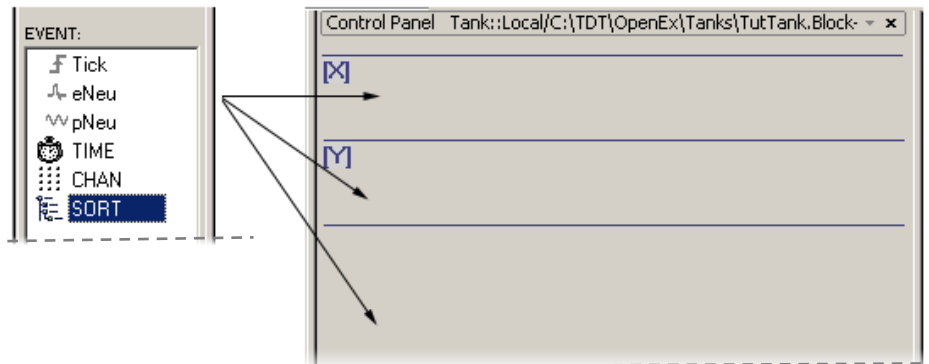 EVENT:
Tick
eNeu
pNeu
TIME
CHAN
SORT
Control Panel Tank::Local/C:\TDT\OpenEx\Tanks\TutTank.Block-
[X]
[Y]